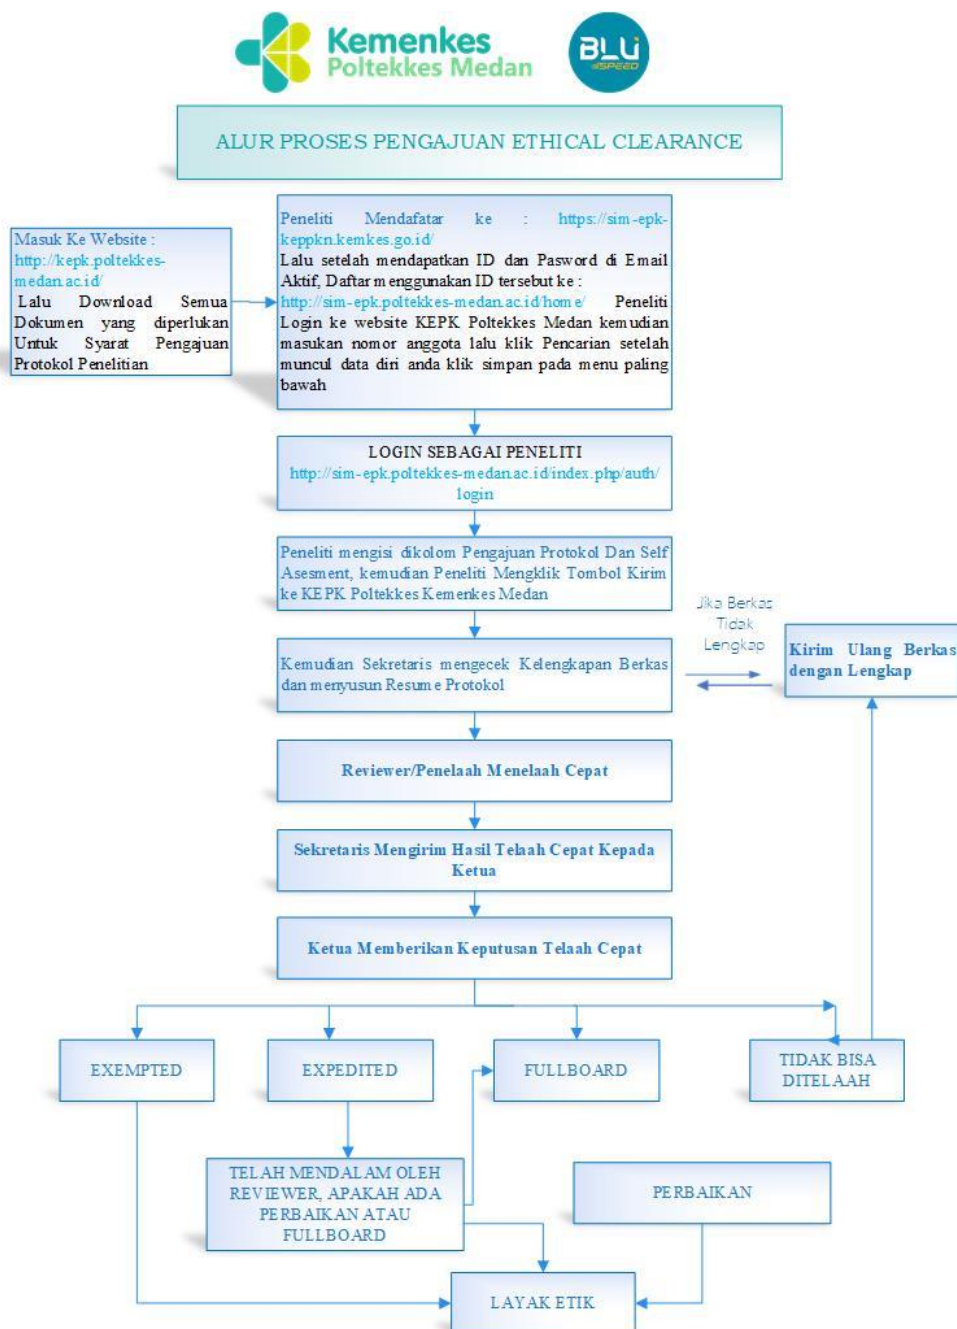 Kemenkes
Poltekkes Medan
BLU
SPEED
ALUR PROSES PENGAJUAN ETHICAL CLEARANCE
Masuk Ke Website :
http://kepk.poltekkes-
medan.ac.id/
Lalu Download Semua
Dokumen yang diperlukan
Untuk Syarat Pengajuan
Protokol Penelitian
Peneliti Mendafatar ke : https://sim-epk-
keppkn.kemkes.go.id/
Lalu setelah mendapatkan ID dan Pasword di Email
Aktif, Daftar menggunakan ID tersebut ke :
http://sim-epk.poltekkes-medan.ac.id/home/ Peneliti
Login ke website KEPK Poltekkes Medan kemudian
masukan nomor anggota lalu klik Pencarian setelah
muncul data diri anda klik simpan pada menu paling
bawah
LOGIN SEBAGAI PENELITI
http://sim-epk.poltekkes-medan.ac.id/index.php/auth/
login
Peneliti mengisi dikolom Pengajuan Protokol Dan Self
Asesment, kemudian Peneliti Mengklik Tombol Kirim
ke KEPK Poltekkes Kemenkes Medan
Jika Berkas
Tidak
Lengkap
Kemudian Sekretaris mengecek Kelengkapan Berkas
dan menyusun Resume Protokol
Kirim Ulang Berkas
dengan Lengkap
Reviewer/Penelaah Menelaah Cepat
Sekretaris Mengirim Hasil Telaah Cepat Kepada
Ketua
Ketua Memberikan Keputusan Telaah Cepat
EXEMPTED
EXPEDITED
FULLBOARD
TIDAK BISA
DITELAAH
TELAH MENDALAM OLEH
REVIEWER, APAKAH ADA
PERBAIKAN ATAU
FULLBOARD
PERBAIKAN
LAYAK ETIK